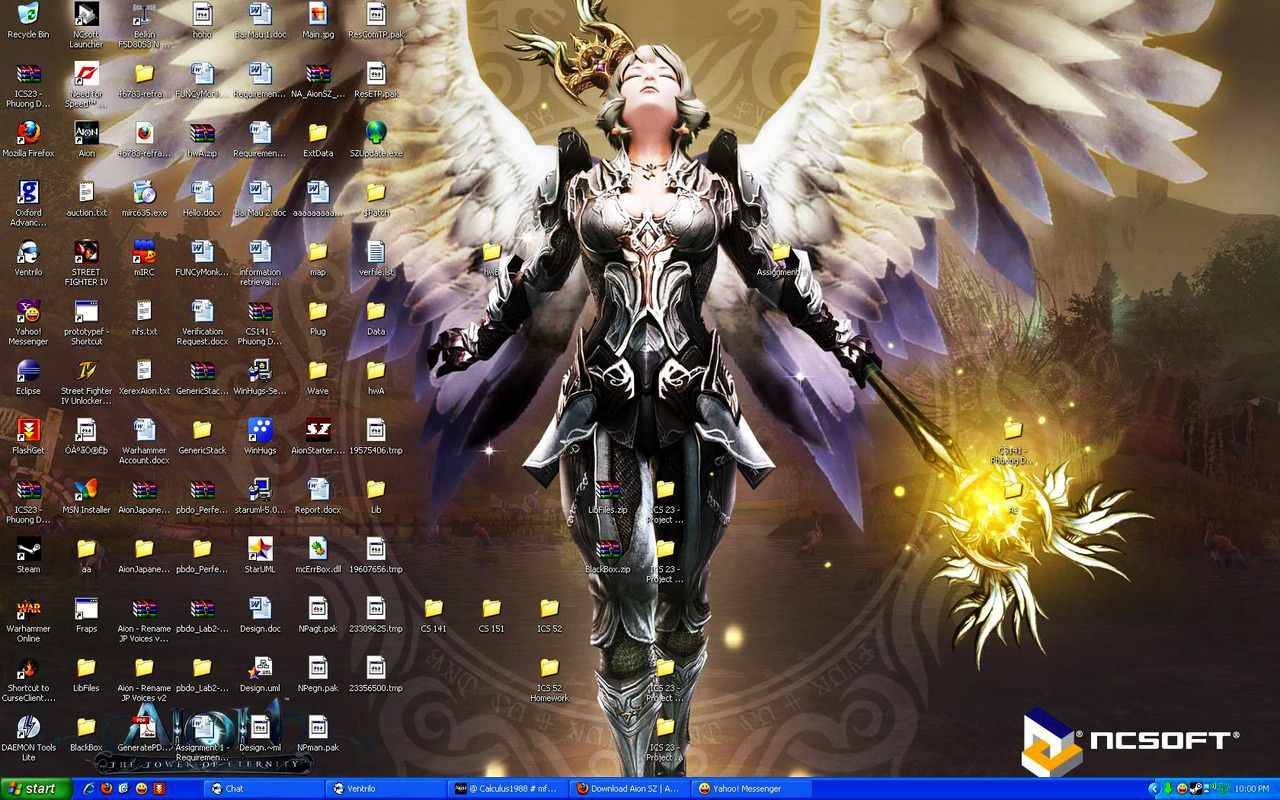 Recycle Bin
NCsoft
Launcher
Belkin
F5D8053 N ...
hoho
Bai Mau 1.doc
Main.jpg
ResComTP.pak
ICS23 -
Phuong D...
Need for
Speed™ ...
46783-refra...
FUNCyMonk...
Requiremen...
NA_AionSZ_...
ResETP.pak
Mozilla Firefox
AION
Aion
46783-refra...
hwA.zip
Requiremen...
ExtData
SZUpdate.exe
Oxford
Advanc...
auction.txt
mirc635.exe
Hello.docx
Bai Mau 2.doc
aaaaaaaaa...
$Patch
Ventrilo
STREET
FIGHTER IV
mIRC
FUNCyMonk...
information
retrieval...
map
verfile.lst
hwB
Assignment 3
Yahoo!
Messenger
prototypef -
Shortcut
nfs.txt
Verification
Request.docx
CS141 -
Phuong D...
Plug
Data
Eclipse
Street Fighter
IV Unlocker...
XerexAion.txt
GenericStac...
WinHugs-Se...
Wave
hwA
FlashGet
Warhammer
Account.docx
GenericStack
WinHugs
SZ
AionStarter....
19575406.tmp
CS141 -
Phuong D...
ICS23 -
Phuong D...
MSN Installer
AionJapane...
pbdo_Perfe...
staruml-5.0...
Report.docx
Lib
LibFiles.zip
ICS 23 -
Project ...
A2
Steam
aa
AionJapane...
pbdo_Perfe...
StarUML
mcErrBox.dll
19607656.tmp
BlackBox.zip
ICS 23 -
Project ...
WAR
Warhammer
Online
Fraps
Aion - Rename
JP Voices v...
pbdo_Lab2-...
Design.doc
NPagt.pak
23309625.tmp
CS 141
CS 151
ICS 52
Shortcut to
CurseClient....
LibFiles
Aion - Rename
JP Voices v2
pbdo_Lab2-...
Design.uml
NPegn.pak
23356500.tmp
ICS 52
Homework
ICS 23 -
Project ...
DAEMON Tools
Lite
BlackBox
GeneratePD...
Assignment 1 -
Requiremen...
Design.~ml
NPman.pak
ICS 23 -
Project ...
AION™
THE TOWER OF ETERNITY
NCSOFT®
start
Chat
Ventrilo
@ Calculus1988 # mf...
Download Aion SZ | A...
Yahoo! Messenger
10:00 PM